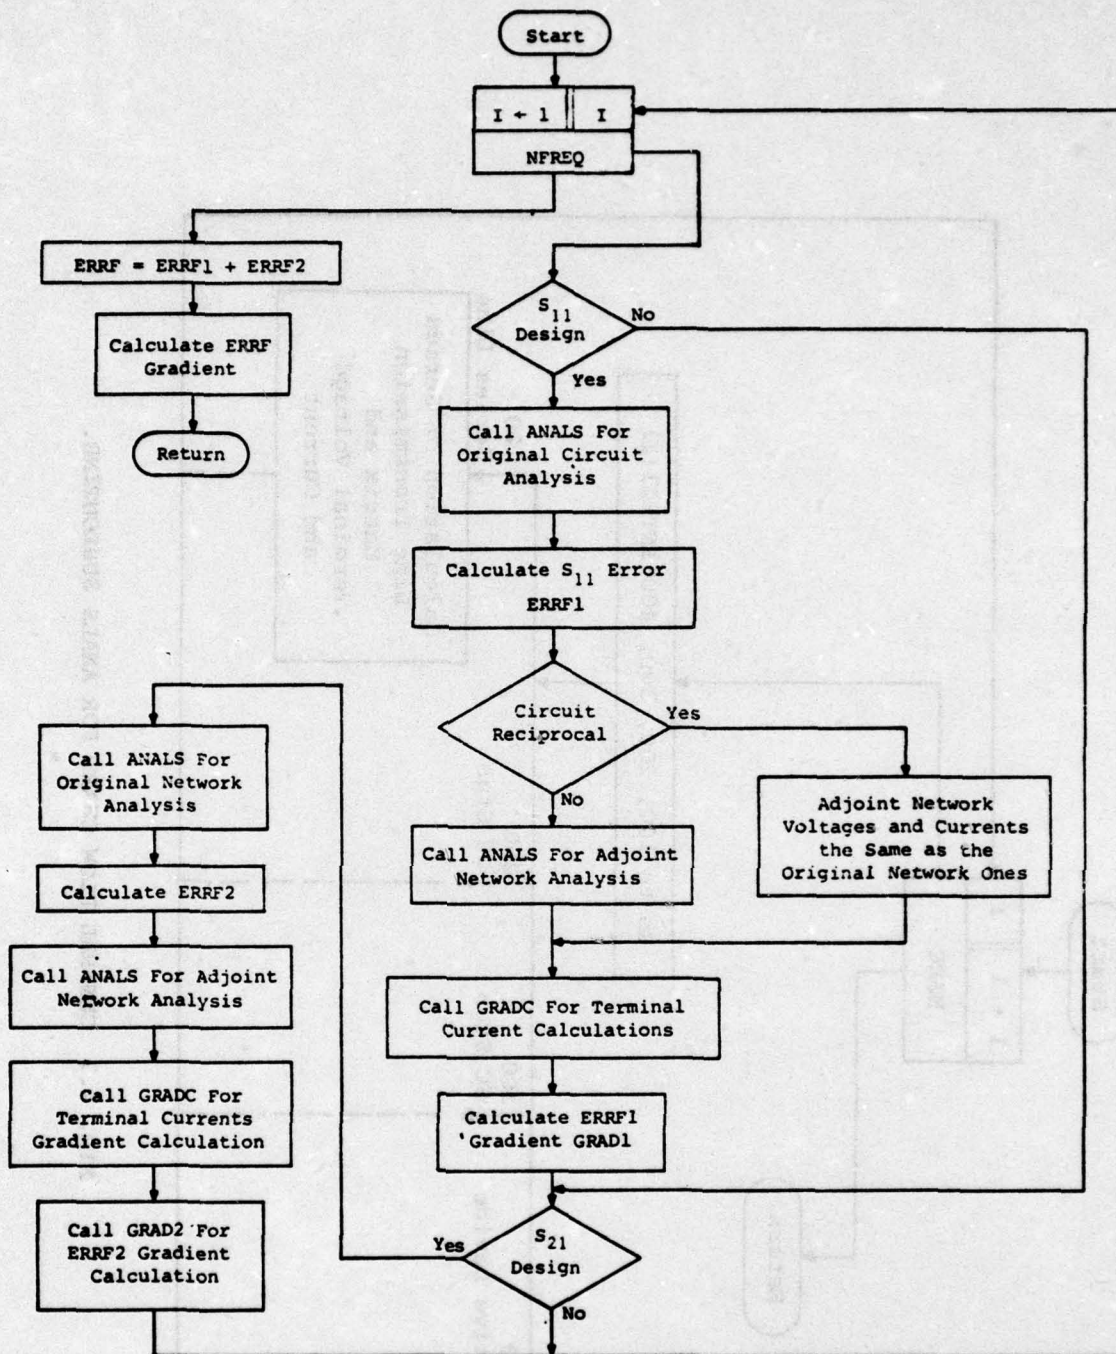 Start
I ← 1 I
NFREQ
ERRF = ERRF1 + ERRF2
Calculate ERRF
Gradient
Return
S11
Design
No
Yes
Call ANALS For
Original Circuit
Analysis
Calculate S11 Error
ERRF1
Circuit
Reciprocal
Yes
No
Adjoint Network
Voltages and Currents
the Same as the
Original Network Ones
Call ANALS For Adjoint
Network Analysis
Call GRADC For Terminal
Current Calculations
Calculate ERRF1
Gradient GRAD1
S21
Design
Yes
No
Call ANALS For
Original Network
Analysis
Calculate ERRF2
Call ANALS For Adjoint
Network Analysis
Call GRADC For
Terminal Currents
Gradient Calculation
Call GRAD2 For
ERRF2 Gradient
Calculation